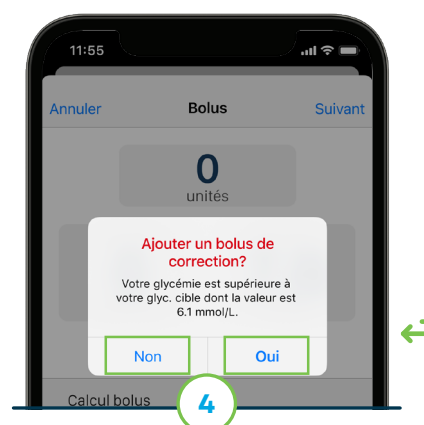 11:55
Annuler Bolus Suivant
0
unités
Ajouter un bolus de
correction?
Votre glycémie est supérieure à
votre glyc. cible dont la valeur est
6.1 mmol/L.
Non Oui
Calcul bolus
4